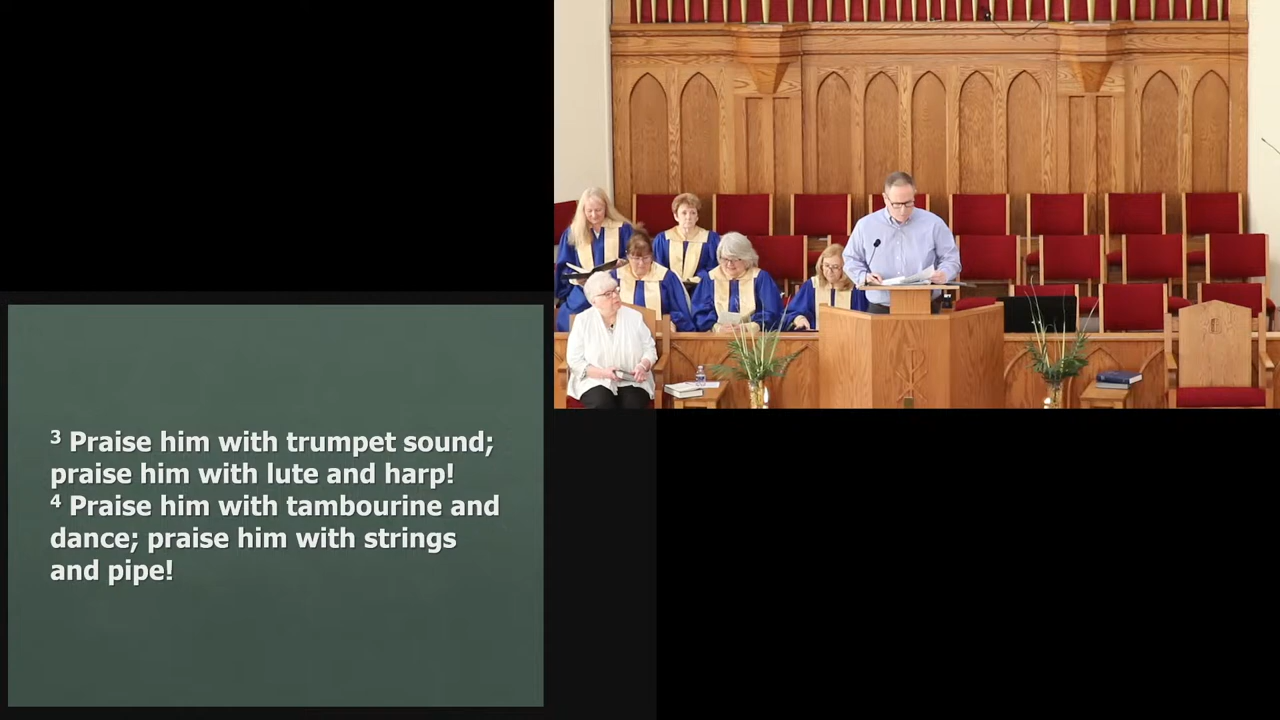 ³ Praise him with trumpet sound;
praise him with lute and harp!
⁴ Praise him with tambourine and
dance; praise him with strings
and pipe!